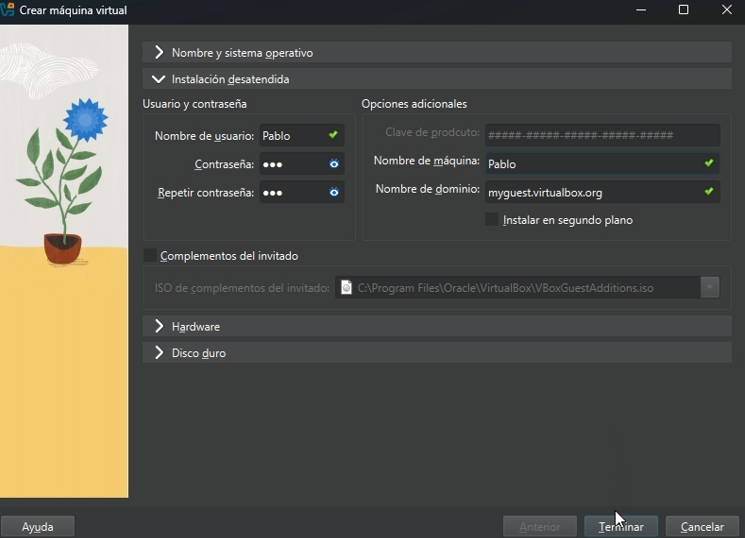 Crear máquina virtual
Nombre y sistema operativo
Instalación desatendida
Usuario y contraseña
Nombre de usuario: Pablo
Contraseña: ●●●
Repetir contraseña: ●●●
Opciones adicionales
Clave de prodcuto: #####-#####-#####-#####-#####
Nombre de máquina: Pablo
Nombre de dominio: myguest.virtualbox.org
Instalar en segundo plano
Complementos del invitado
ISO de complementos del invitado: C:\Program Files\Oracle\VirtualBox\VBoxGuestAdditions.iso
Hardware
Disco duro
Ayuda Anterior Terminar Cancelar